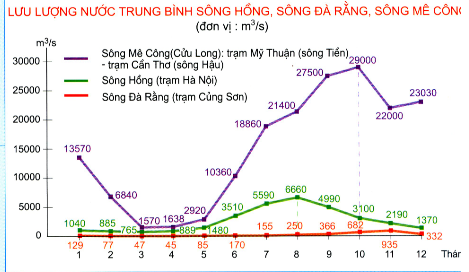 LƯU LƯỢNG NƯỚC TRUNG BÌNH SÔNG HỒNG, SÔNG ĐÀ RẰNG, SÔNG MÊ CÔNG
(đơn vị : m³/s)
m³/s
Sông Mê Công(Cửu Long): trạm Mỹ Thuận (sông Tiền)
- trạm Cần Thơ (sông Hậu)
Sông Hồng (trạm Hà Nội)
Sông Đà Rằng (trạm Củng Sơn)
30000
25000
20000
15000
10000
5000
0
13570 6840 1570 1638 2920 10360 18860 21400 27500 29000 22000 23030
1040 885 765 889 1480 3510 5590 6660 4990 3100 2190 1370
129 77 47 45 85 170 155 250 366 682 935 332
1 2 3 4 5 6 7 8 9 10 11 12 Thán